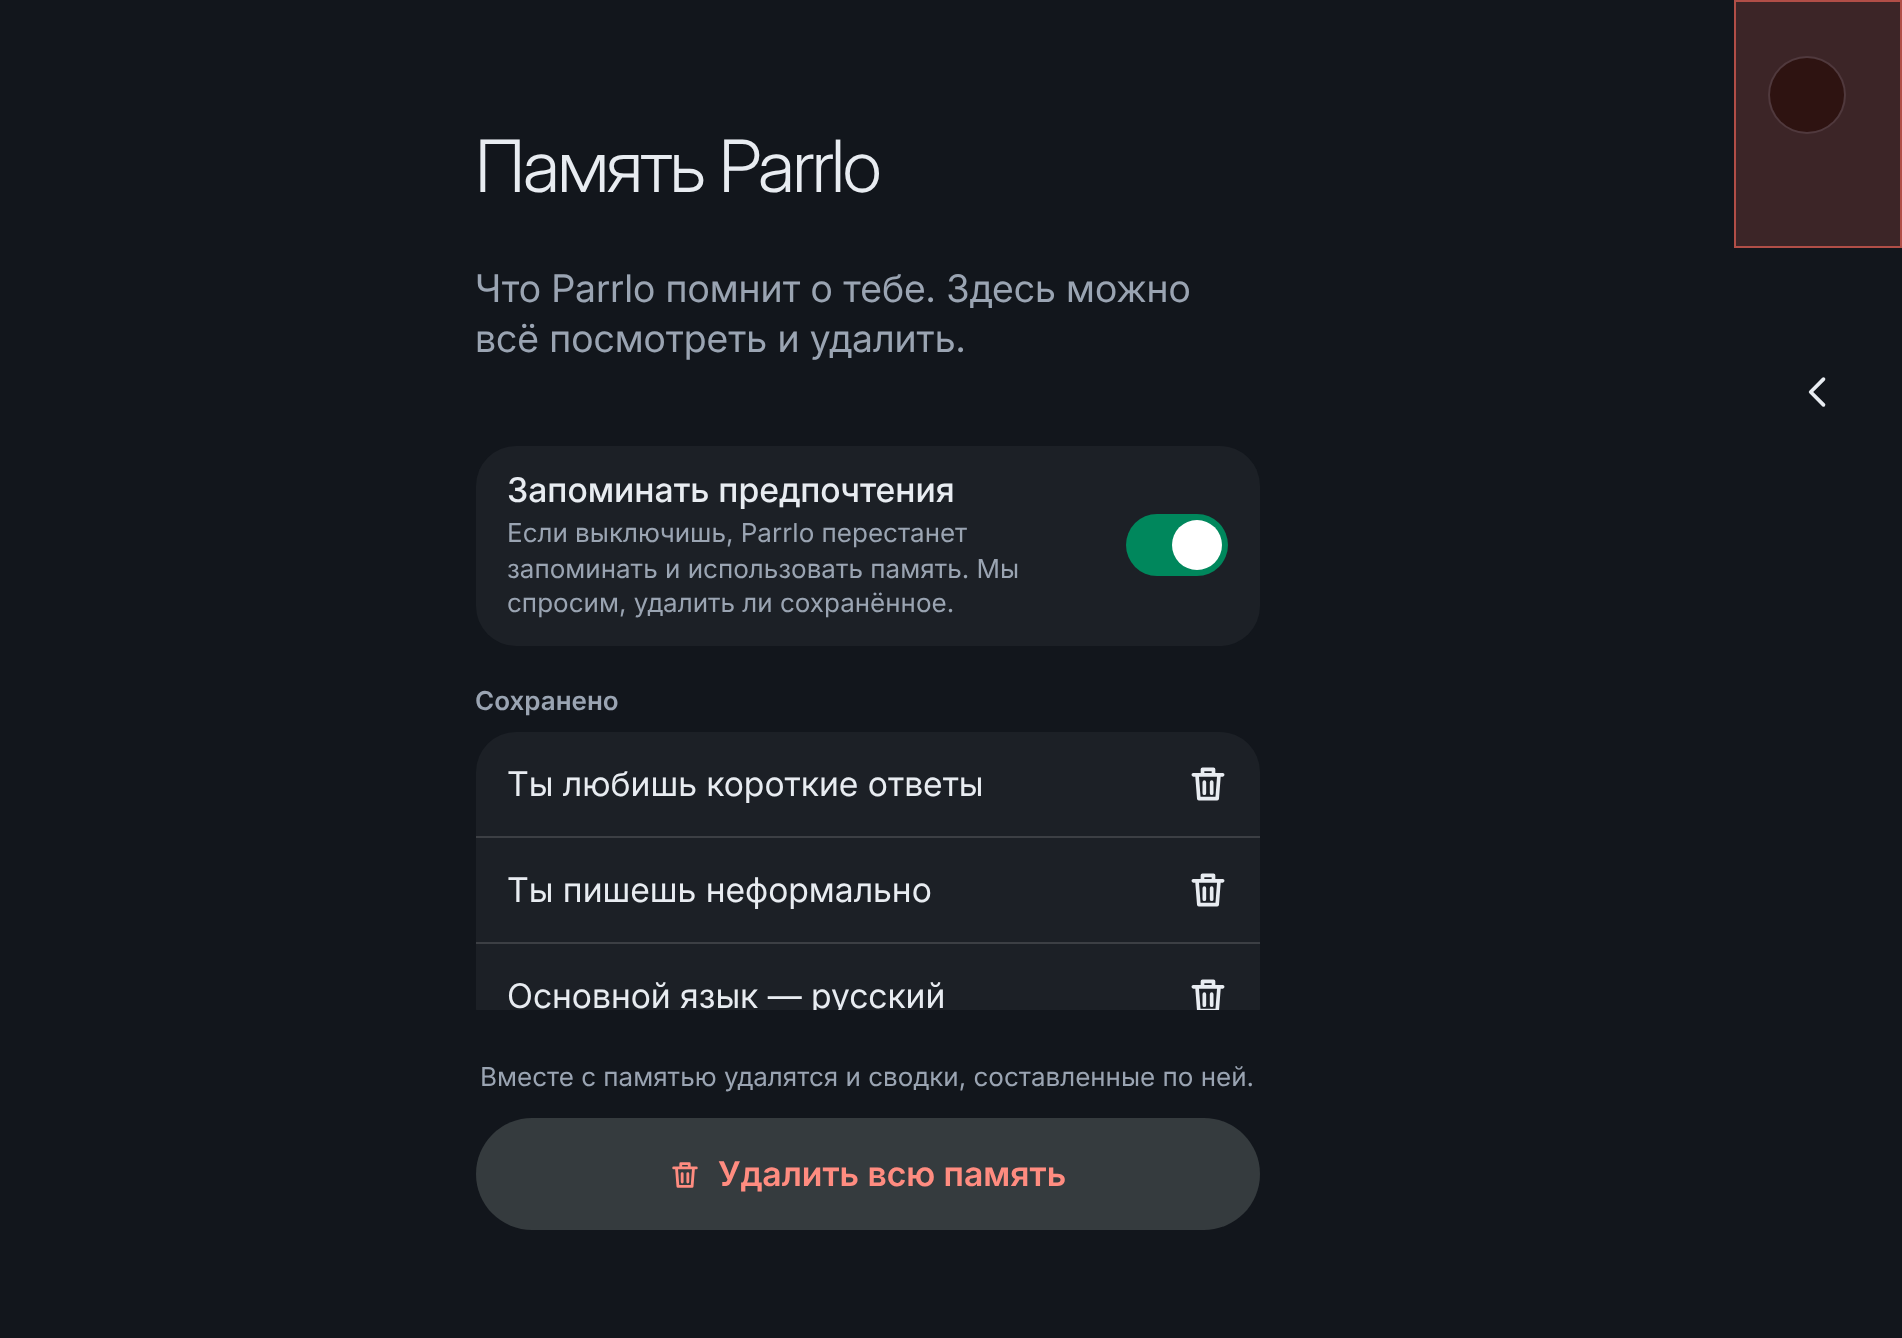 Память Parrlo
Что Parrlo помнит о тебе. Здесь можно
всё посмотреть и удалить.
Запоминать предпочтения
Если выключишь, Parrlo перестанет
запоминать и использовать память. Мы
спросим, удалить ли сохранённое.
Сохранено
Ты любишь короткие ответы
Ты пишешь неформально
Основной язык — русский
Вместе с памятью удалятся и сводки, составленные по ней.
Удалить всю память